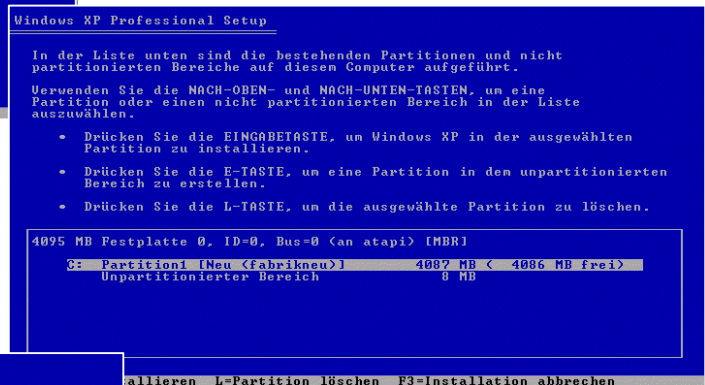 Windows XP Professional Setup
In der Liste unten sind die bestehenden Partitionen und nicht
partitionierten Bereiche auf diesem Computer aufgeführt.
Verwenden Sie die NACH-OBEN- und NACH-UNTEN-TASTEN, um eine
Partition oder einen nicht partitionierten Bereich in der Liste
auszuwählen.
• Drücken Sie die EINGABETASTE, um Windows XP in der ausgewählten
Partition zu installieren.
• Drücken Sie die E-TASTE, um eine Partition in dem unpartitionierten
Bereich zu erstellen.
• Drücken Sie die L-TASTE, um die ausgewählte Partition zu löschen.
4095 MB Festplatte 0, ID=0, Bus=0 (an atapi) [MBR]
C: Partition1 [Neu (fabrikneu)] 4087 MB ( 4086 MB frei)
Unpartitionierter Bereich 8 MB
allieren L=Partition löschen F3=Installation abbrechen